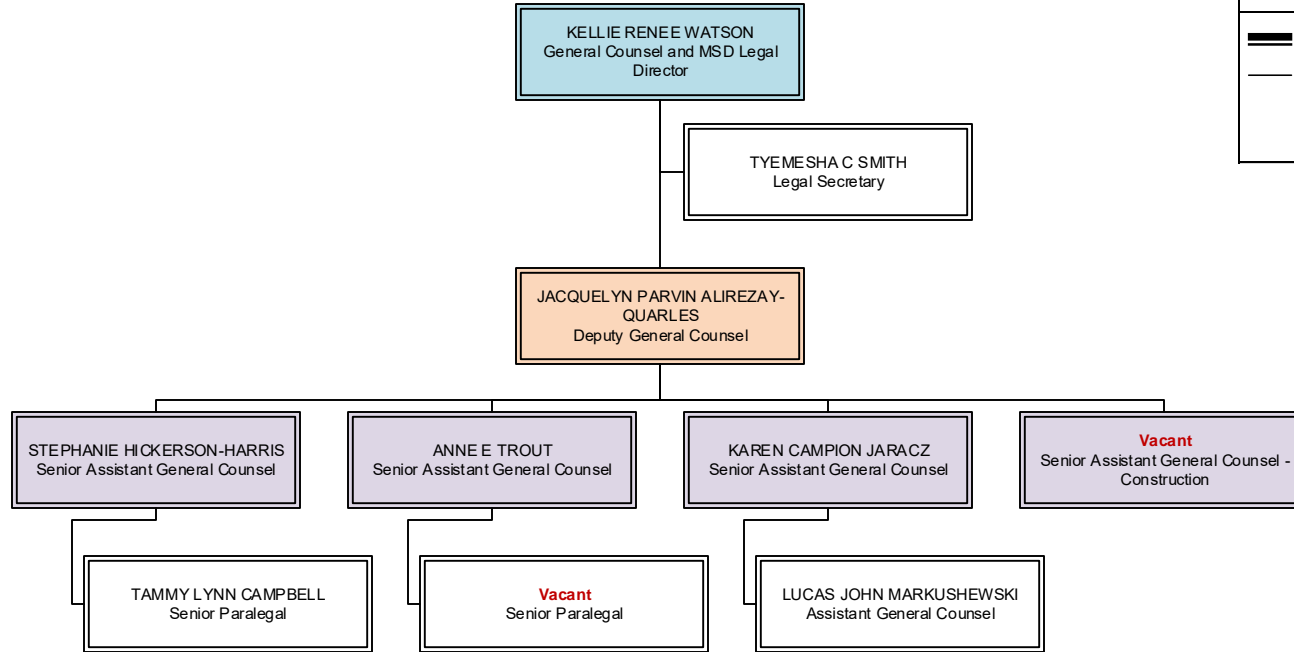 KELLIE RENEE WATSON
General Counsel and MSD Legal
Director
TYEMESHA C SMITH
Legal Secretary
JACQUELYN PARVIN ALIREZAY-
QUARLES
Deputy General Counsel
STEPHANIE HICKERSON-HARRIS
Senior Assistant General Counsel
ANNE E TROUT
Senior Assistant General Counsel
KAREN CAMPION JARACZ
Senior Assistant General Counsel
Vacant
Senior Assistant General Counsel -
Construction
TAMMY LYNN CAMPBELL
Senior Paralegal
Vacant
Senior Paralegal
LUCAS JOHN MARKUSHEWSKI
Assistant General Counsel